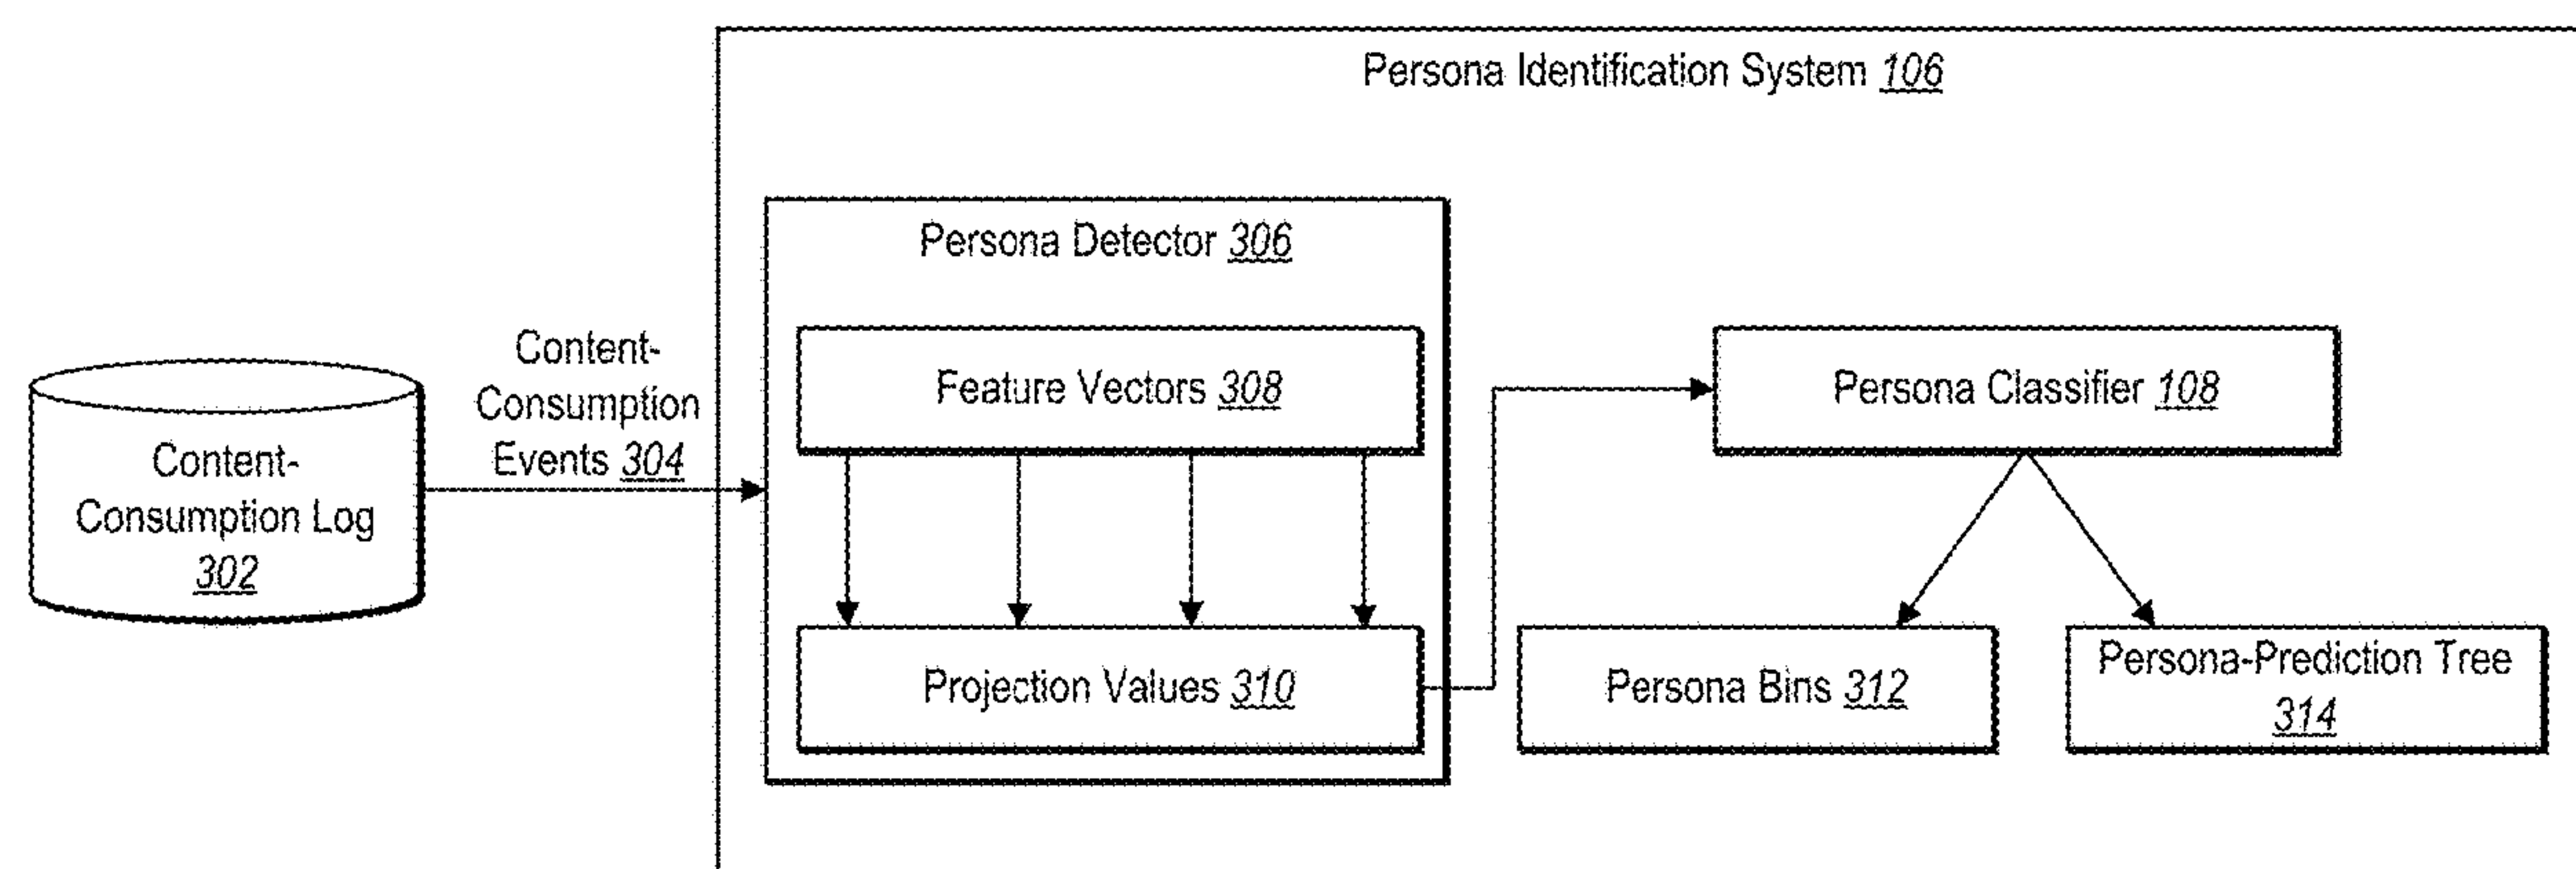 Persona Identification System 106
Persona Detector 306
Content-
Consumption
Events 304
Feature Vectors 308
Persona Classifier 108
Content-
Consumption Log
302
Projection Values 310
Persona Bins 312
Persona-Prediction Tree
314